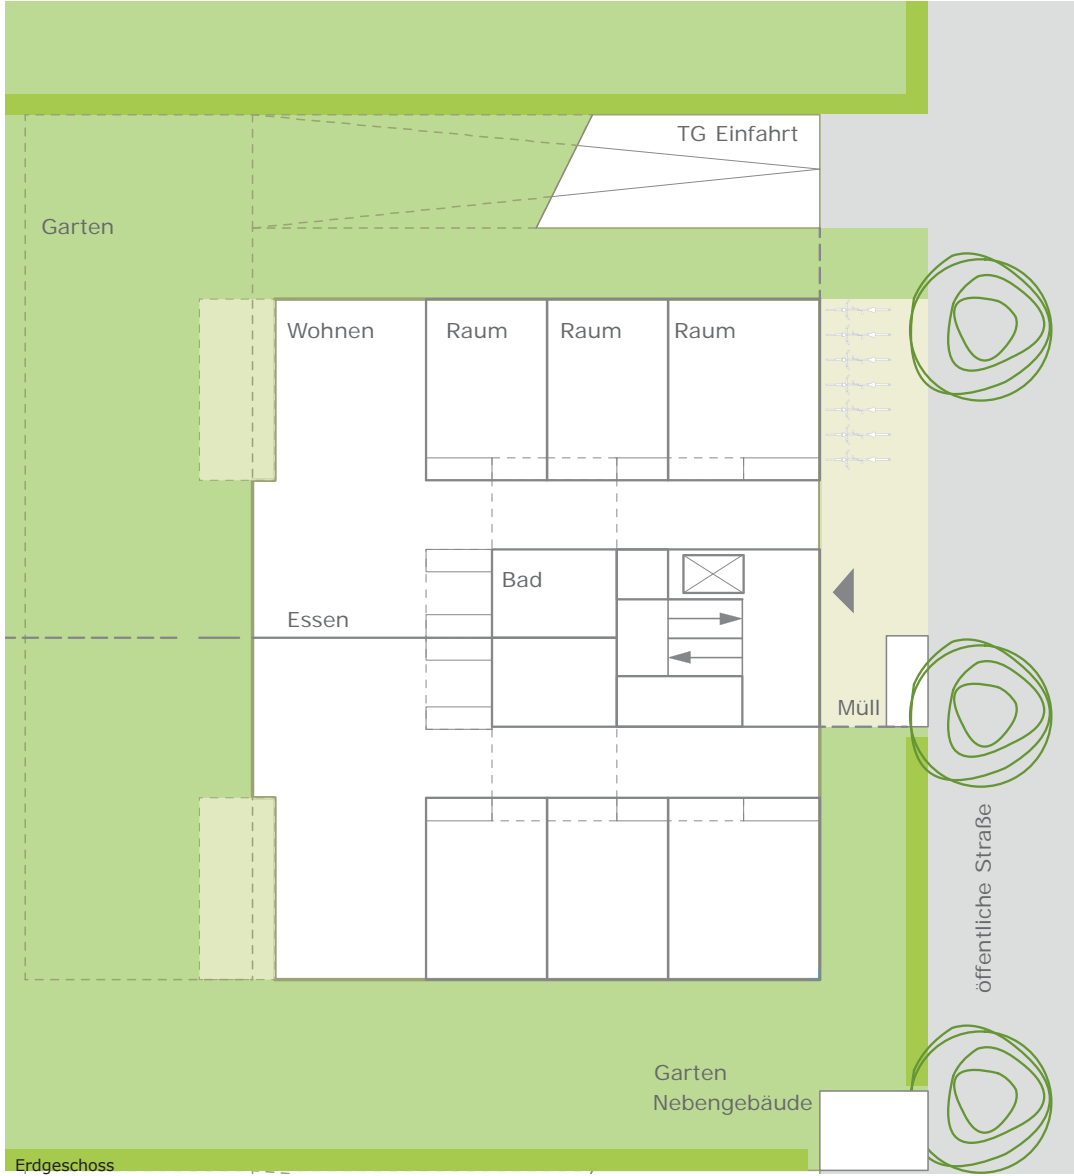 TG Einfahrt
Garten
Wohnen
Raum
Raum
Raum
Bad
Essen
Müll
öffentliche Straße
Garten
Nebengebäude
Erdgeschoss